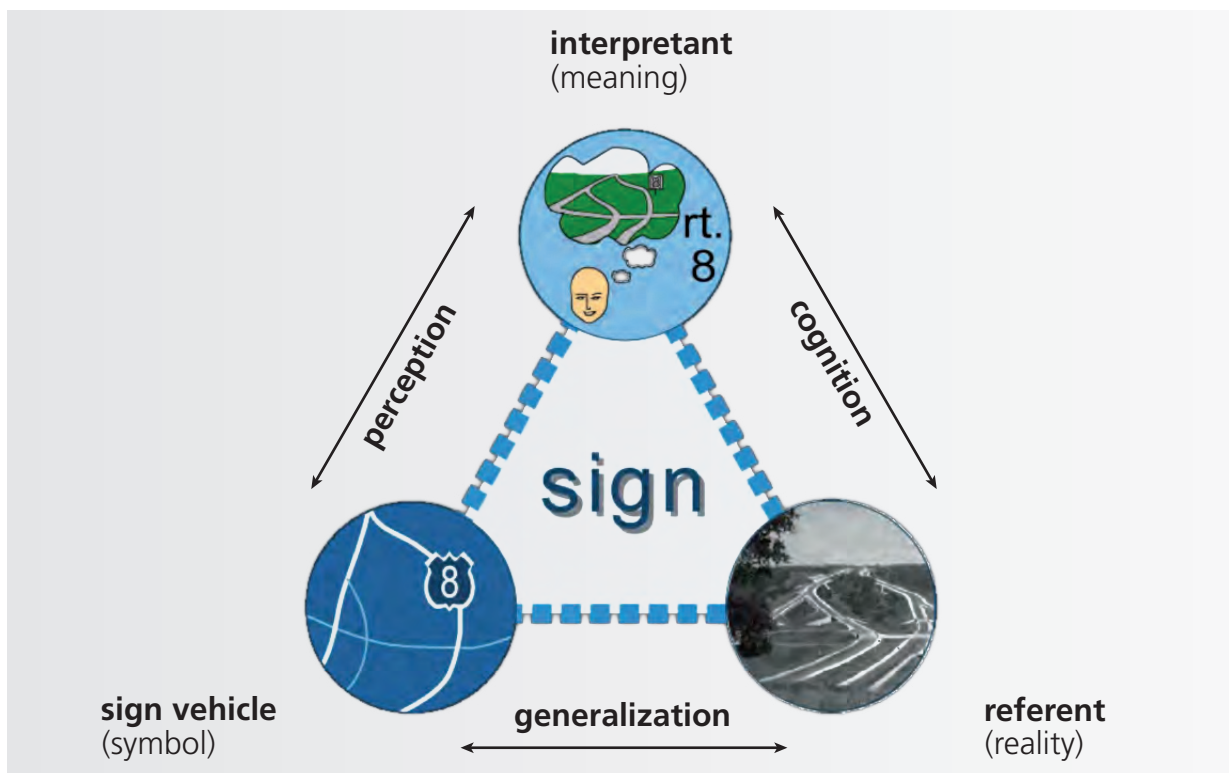 interpretant
(meaning)
rt.
8
perception
cognition
sign
8
sign vehicle
(symbol)
generalization
referent
(reality)